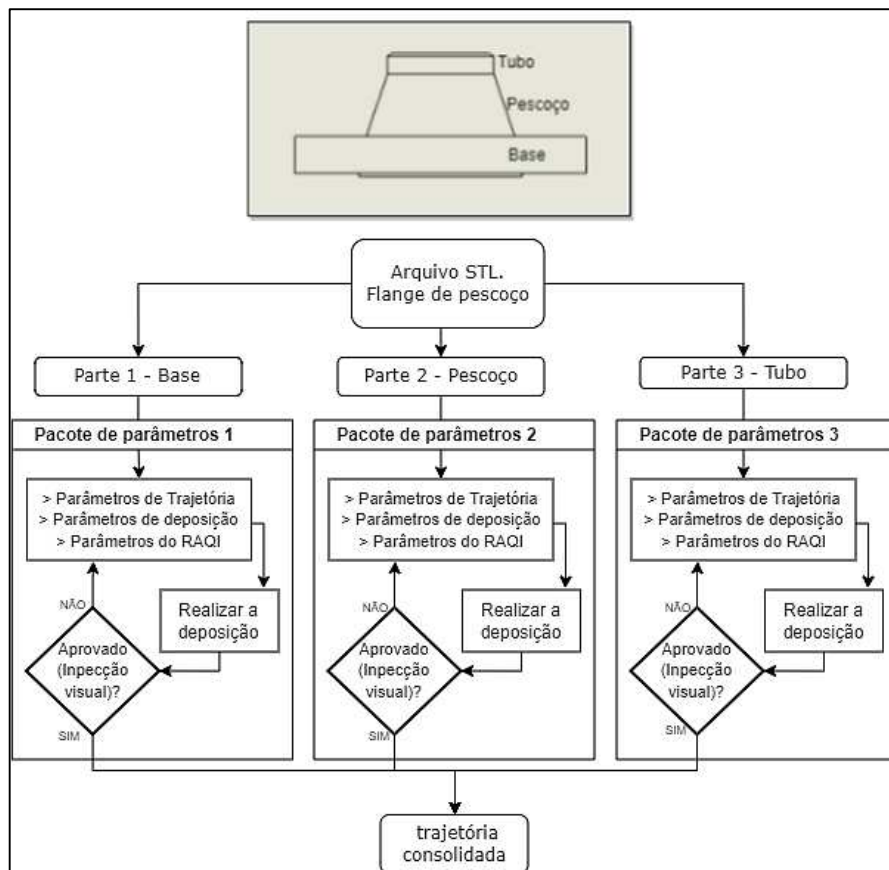 Tubo
Pescoço
Base
Arquivo STL.
Flange de pescoço
Parte 1 - Base
Parte 2 - Pescoço
Parte 3 - Tubo
Pacote de parâmetros 1
> Parâmetros de Trajetória
> Parâmetros de deposição
> Parâmetros do RAQI
Realizar a
deposição
NÃO
Aprovado
(Inpecção
visual)?
SIM
Pacote de parâmetros 2
> Parâmetros de Trajetória
> Parâmetros de deposição
> Parâmetros do RAQI
Realizar a
deposição
NÃO
Aprovado
(Inpecção
visual)?
SIM
Pacote de parâmetros 3
> Parâmetros de Trajetória
> Parâmetros de deposição
> Parâmetros do RAQI
Realizar a
deposição
NÃO
Aprovado
(Inpecção
visual)?
SIM
trajetória
consolidada